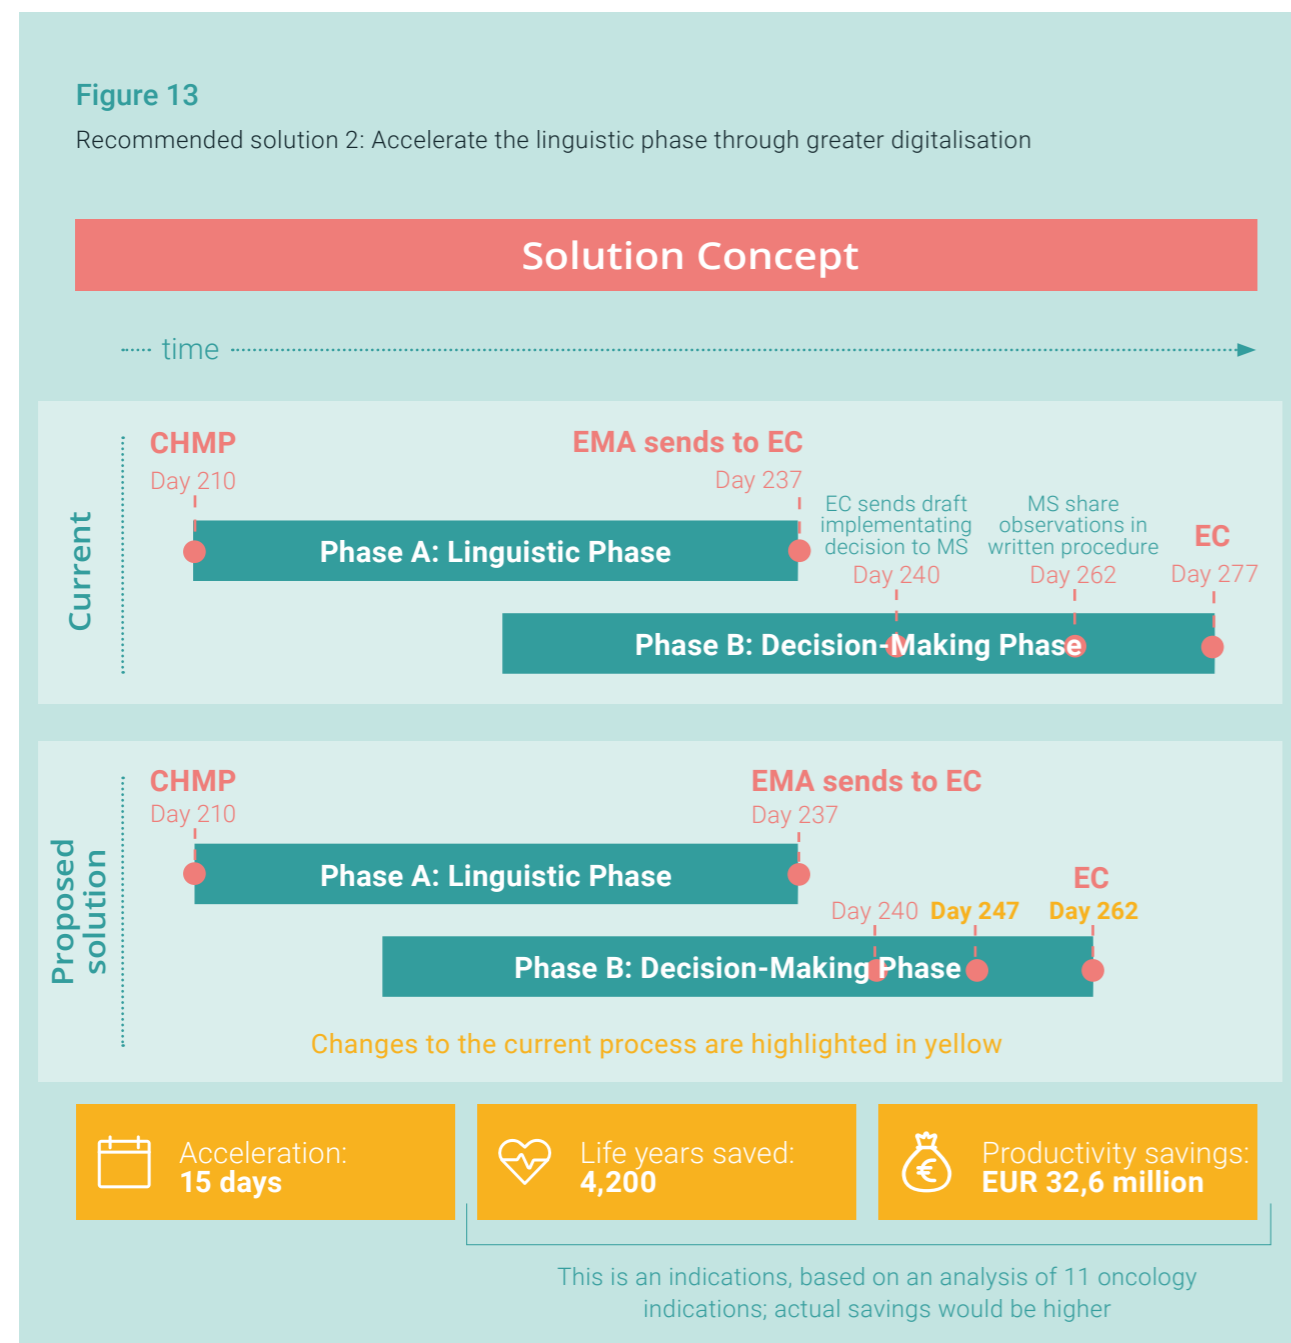 Figure 13
Recommended solution 2: Accelerate the linguistic phase through greater digitalisation
Solution Concept
time
Current
CHMP
Day 210
EMA sends to EC
Day 237
EC sends draft
implementating
decision to MS
Day 240
MS share
observations in
written procedure
Day 262
EC
Day 277
Phase A: Linguistic Phase
Phase B: Decision-Making Phase
Proposed
solution
CHMP
Day 210
EMA sends to EC
Day 237
Phase A: Linguistic Phase
EC
Day 240
Day 247
Day 262
Phase B: Decision-Making Phase
Changes to the current process are highlighted in yellow
Acceleration:
15 days
Life years saved:
4,200
€
Productivity savings:
EUR 32,6 million
This is an indications, based on an analysis of 11 oncology
indications; actual savings would be higher